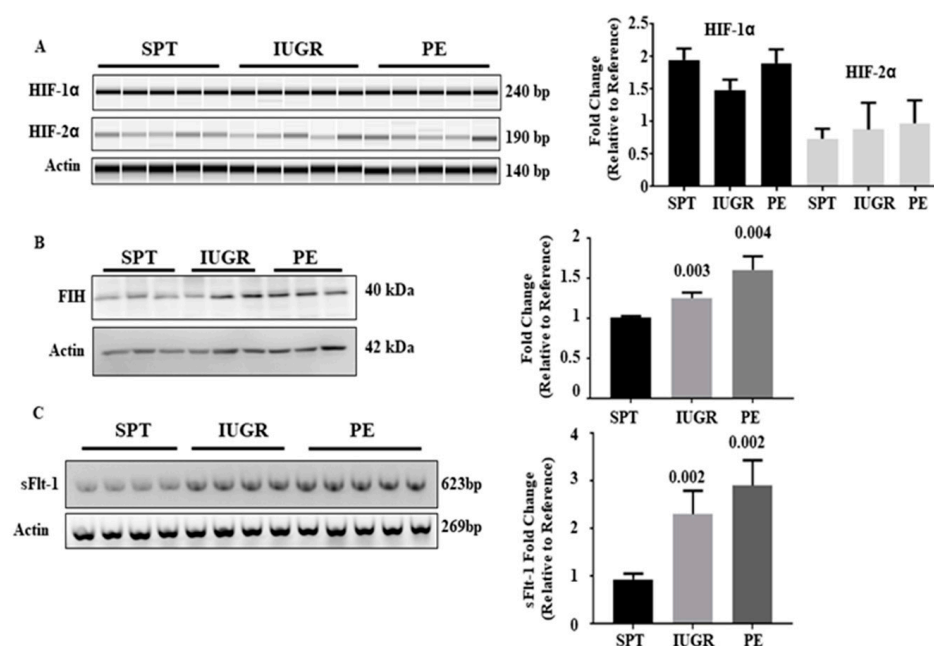 A
SPT IUGR PE
HIF-1α 240 bp
HIF-2α 190 bp
Actin 140 bp
HIF-1α
HIF-2α
Fold Change
(Relative to Reference)
2.5
2
1.5
1
0.5
0
SPT IUGR PE SPT IUGR PE
B
SPT IUGR PE
FIH 40 kDa
Actin 42 kDa
0.004
0.003
Fold Change
(Relative to Reference)
2
1.5
1
0.5
0
SPT IUGR PE
C
SPT IUGR PE
sFlt-1 623bp
Actin 269bp
0.002
0.002
sFlt-1 Fold Change
(Relative to Reference)
4
3
2
1
0
SPT IUGR PE